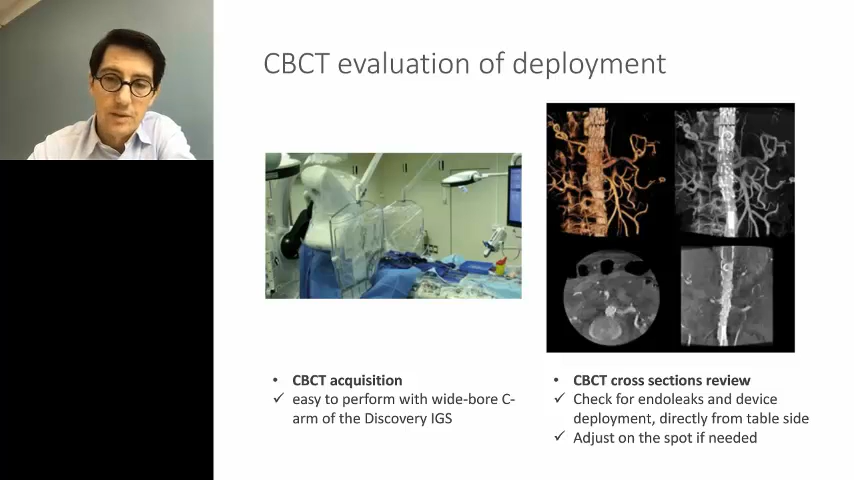 CBCT evaluation of deployment
• CBCT acquisition
✓ easy to perform with wide-bore C-
arm of the Discovery IGS
• CBCT cross sections review
✓ Check for endoleaks and device
deployment, directly from table side
✓ Adjust on the spot if needed